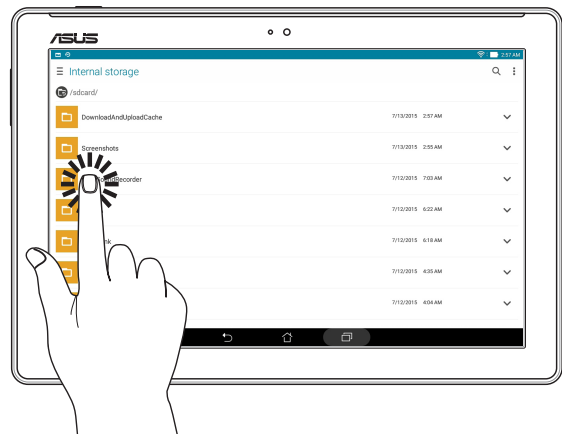 ASUS
2:57 AM
Internal storage
/sdcard/
DownloadAndUploadCache 7/13/2015 2:57 AM
Screenshots 7/13/2015 2:55 AM
7/12/2015 7:03 AM
7/12/2015 6:22 AM
7/12/2015 6:18 AM
7/12/2015 4:35 AM
7/12/2015 4:04 AM